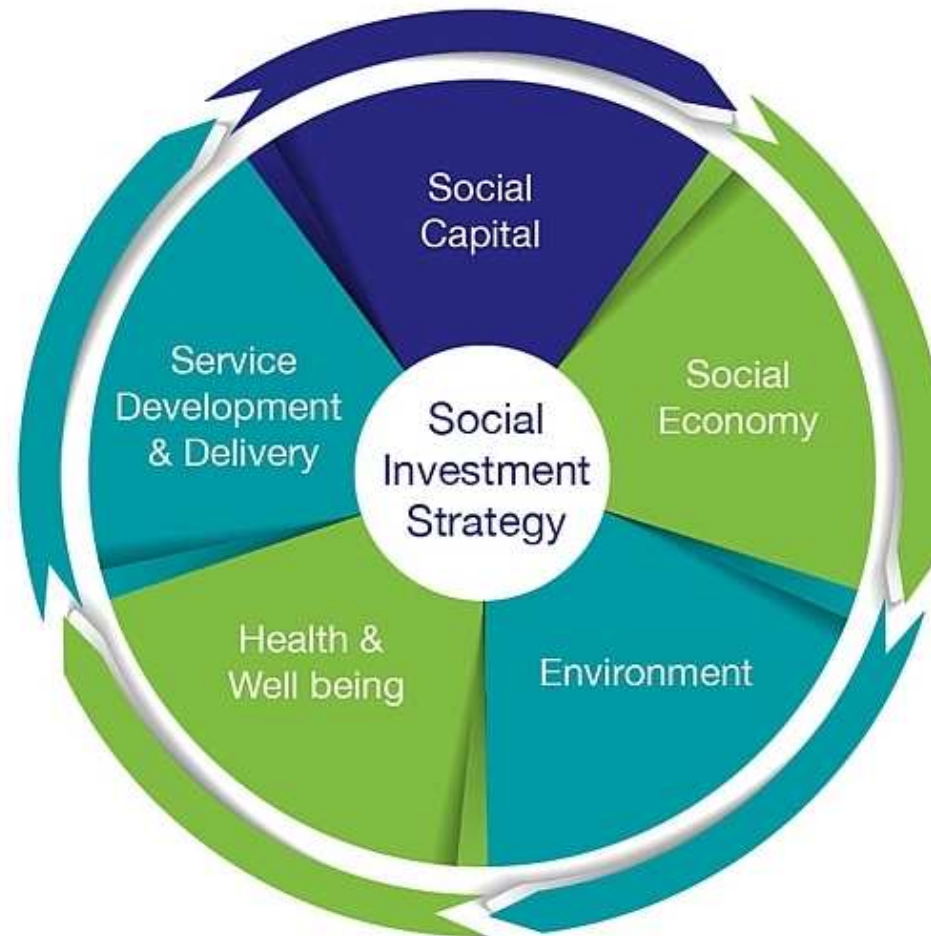 Social
Capital
Social
Economy
Environment
Health &
Well being
Service
Development
& Delivery
Social
Investment
Strategy